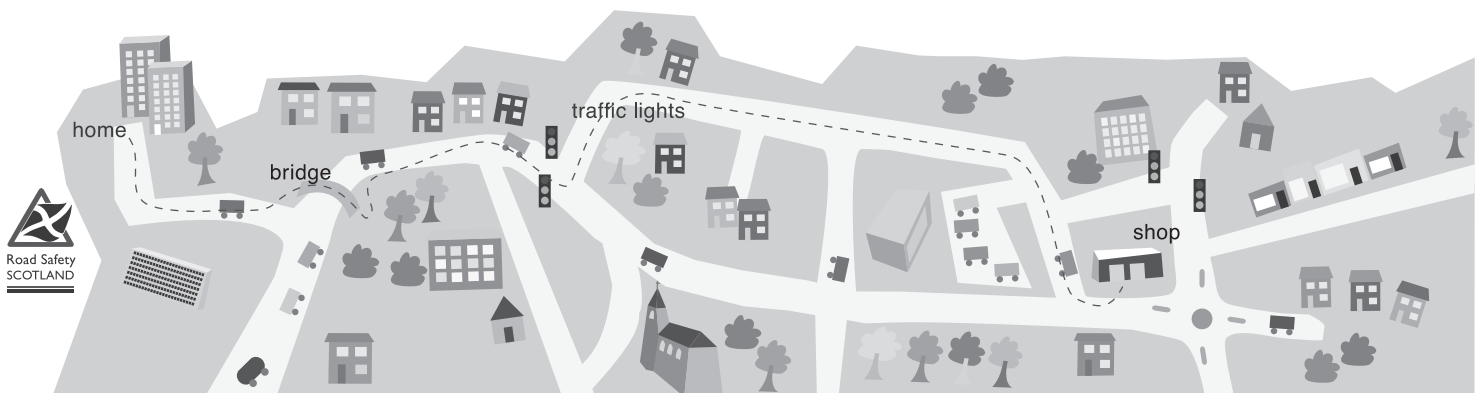 traffic lights
home
bridge
shop
Road Safety
SCOTLAND